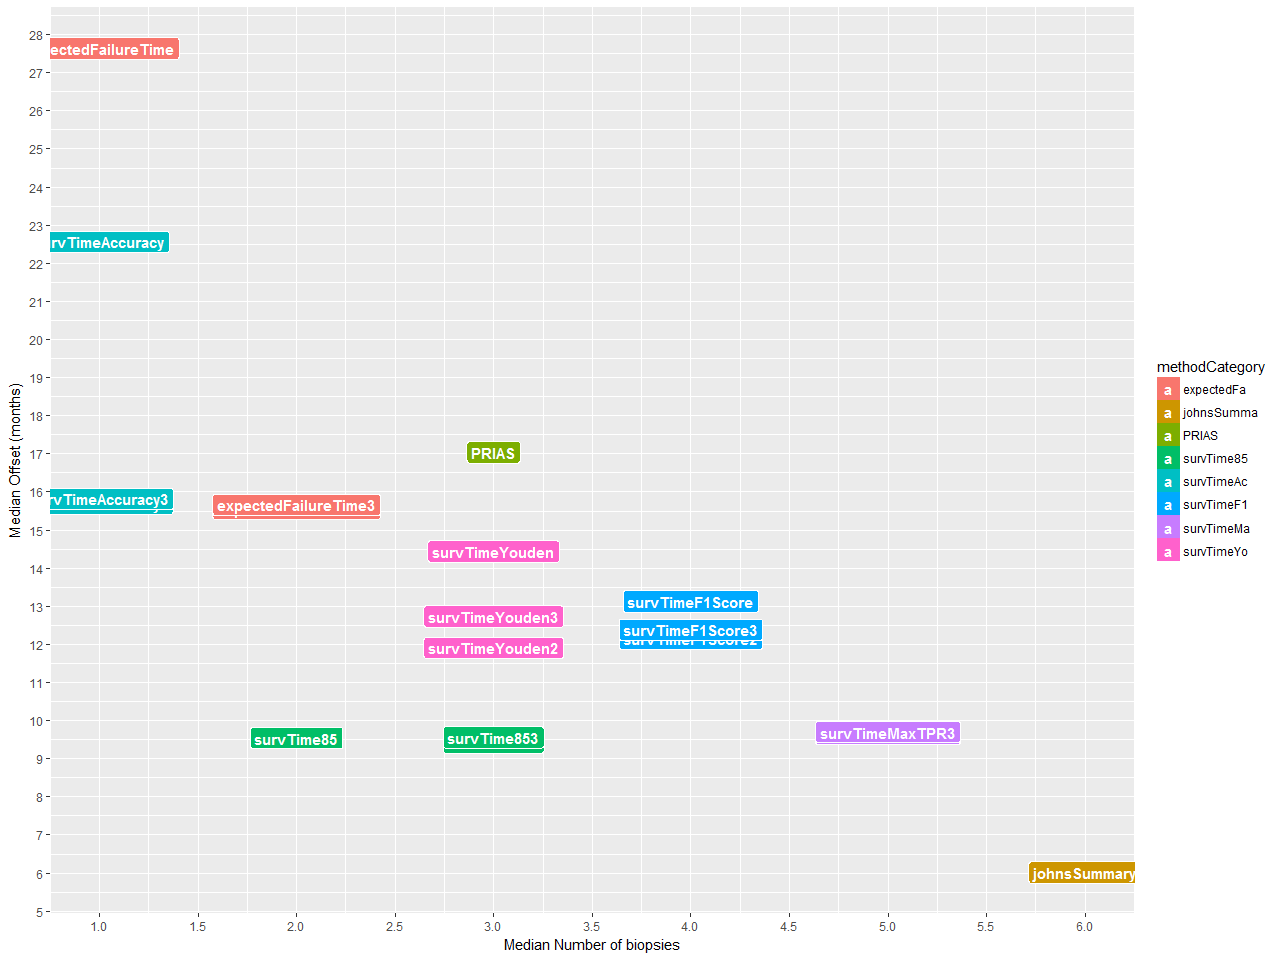 28
27
26
25
24
23
22
21
20
19
18
17
16
15
14
13
12
11
10
9
8
7
6
5
Median Offset (months)
ectedFailureTime
rvTimeAccuracy
PRIAS
rvTimeAccuracy3
expectedFailureTime3
survTimeYouden
survTimeF1Score
survTimeYouden3
survTimeF1Score3
survTimeF1Score2
survTimeYouden2
survTime85
survTime853
survTimeMaxTPR3
johnsSummary
1.0 1.5 2.0 2.5 3.0 3.5 4.0 4.5 5.0 5.5 6.0
Median Number of biopsies
methodCategory
a expectedFa
a johnsSumma
a PRIAS
a survTime85
a survTimeAc
a survTimeF1
a survTimeMa
a survTimeYo